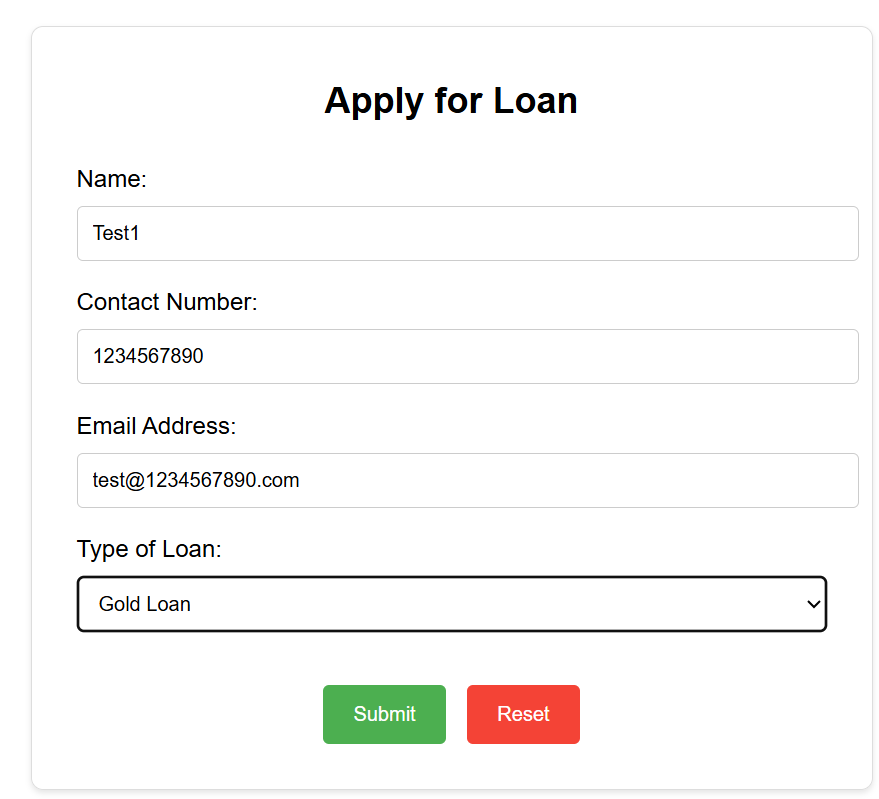 Apply for Loan
Name:
Test1
Contact Number:
1234567890
Email Address:
test@1234567890.com
Type of Loan:
Gold Loan
Submit Reset